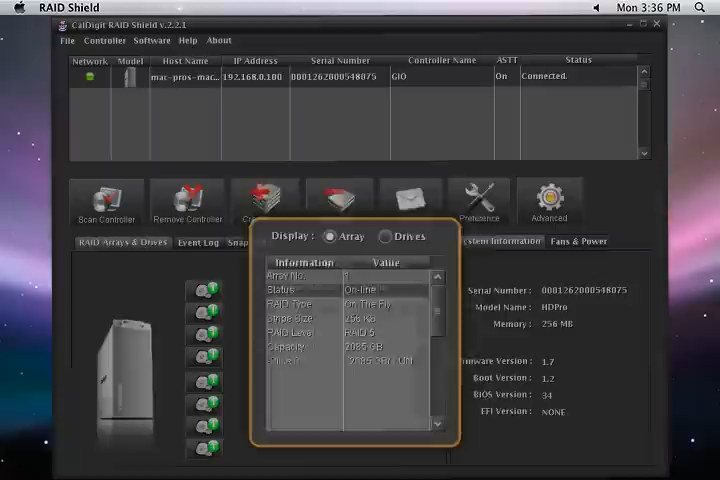 RAID Shield
Mon 3:36 PM
CalDigit RAID Shield v.2.2.1
File Controller Software Help About
Network Model Host Name IP Address Serial Number Controller Name ASTT Status
mac-pros-mac... 192.168.0.100 0001262000548075 GIO On Connected.
Scan Controller Remove Controller Preference Advanced
RAID Arrays & Drives Event Log System Information Fans & Power
Display : Array Drives
Information Value
Array No. 1
Status On-line
RAID Type On The Fly
Stripe Size 256 KB
RAID Level RAID 5
Capacity 2085 GB
Serial Number : 0001262000548075
Model Name : HDPro
Memory : 256 MB
Firmware Version : 1.7
Boot Version : 1.2
BIOS Version : 34
EFI Version : NONE